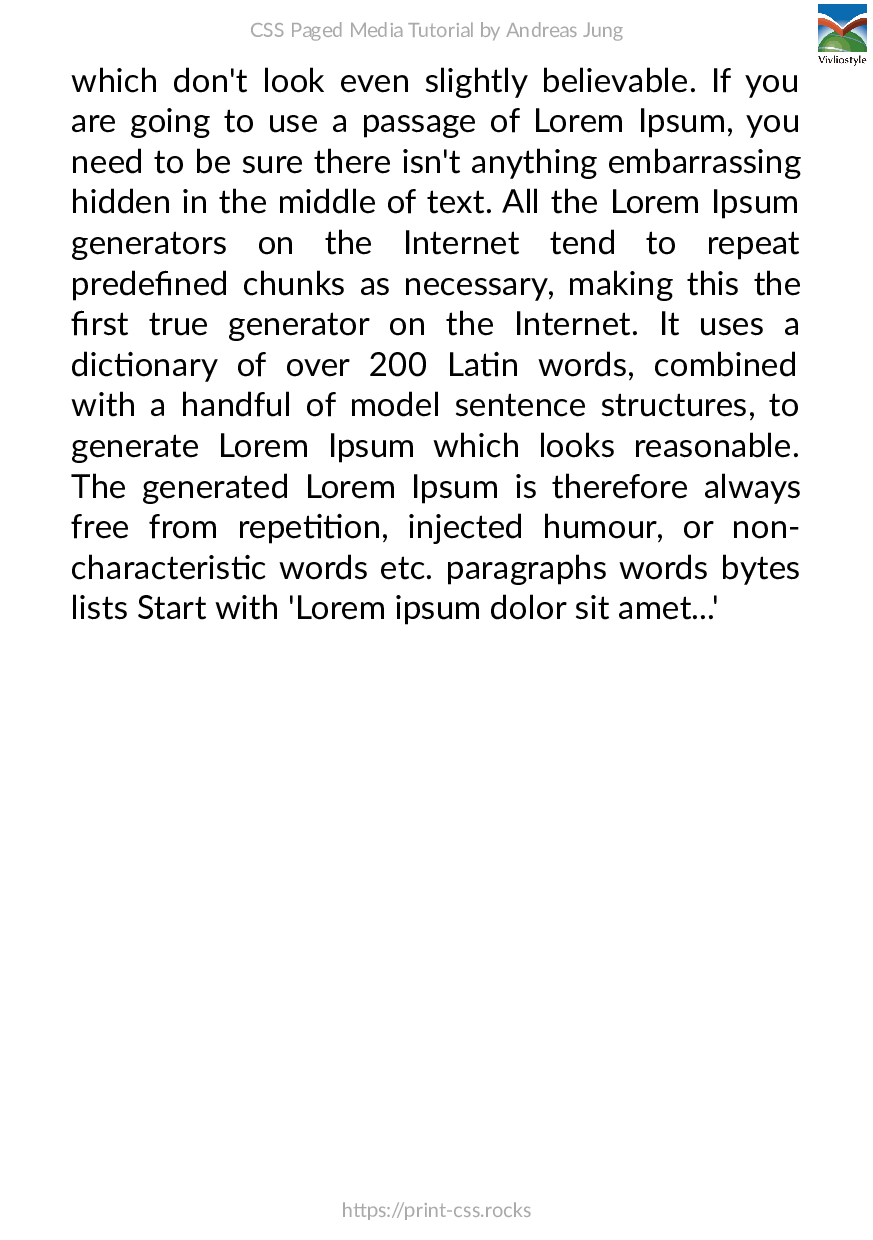 CSS Paged Media Tutorial by Andreas Jung
Vivliostyle
which don't look even slightly believable. If you
are going to use a passage of Lorem Ipsum, you
need to be sure there isn't anything embarrassing
hidden in the middle of text. All the Lorem Ipsum
generators on the Internet tend to repeat
predefined chunks as necessary, making this the
first true generator on the Internet. It uses a
dictionary of over 200 Latin words, combined
with a handful of model sentence structures, to
generate Lorem Ipsum which looks reasonable.
The generated Lorem Ipsum is therefore always
free from repetition, injected humour, or non-
characteristic words etc. paragraphs words bytes
lists Start with 'Lorem ipsum dolor sit amet...'
https://print-css.rocks